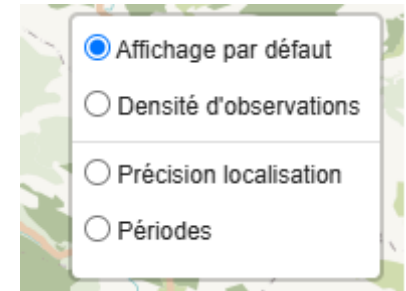 Affichage par défaut
Densité d'observations
Précision localisation
Périodes